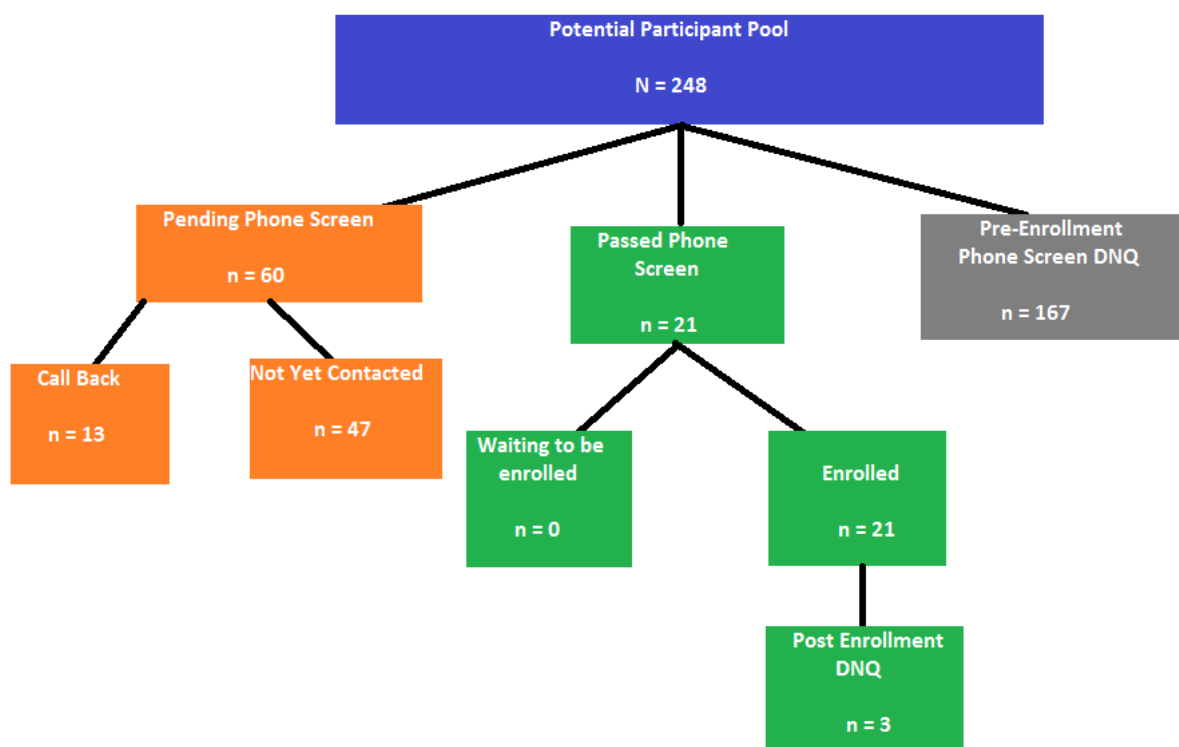 Potential Participant Pool
N = 248
Pending Phone Screen
n = 60
Passed Phone
Screen
n = 21
Pre-Enrollment
Phone Screen DNQ
n = 167
Call Back
n = 13
Not Yet Contacted
n = 47
Waiting to be
enrolled
n = 0
Enrolled
n = 21
Post Enrollment
DNQ
n = 3